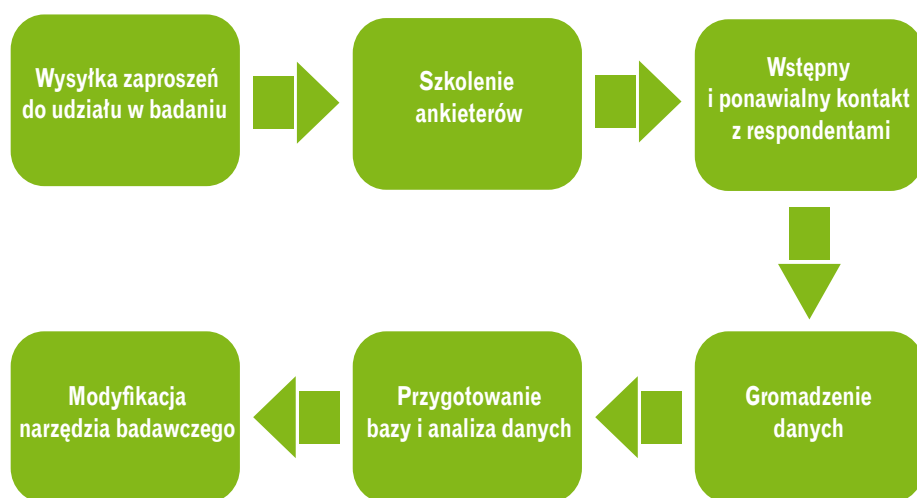 Wysyłka zaproszeń
do udziału w badaniu
Szkolenie
ankieterów
Wstępny
i ponawialny kontakt
z respondentami
Gromadzenie
danych
Przygotowanie
bazy i analiza danych
Modyfikacja
narzędzia badawczego